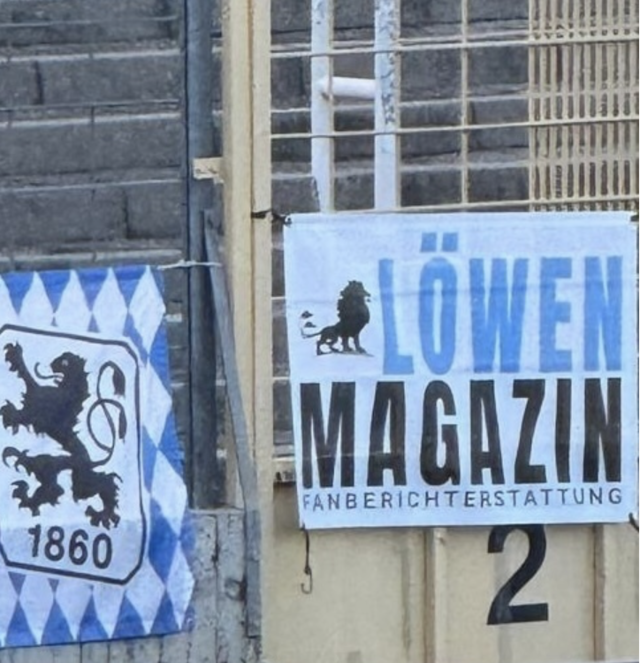 1860
LÖWEN
MAGAZIN
FANBERICHTERSTATTUNG
2